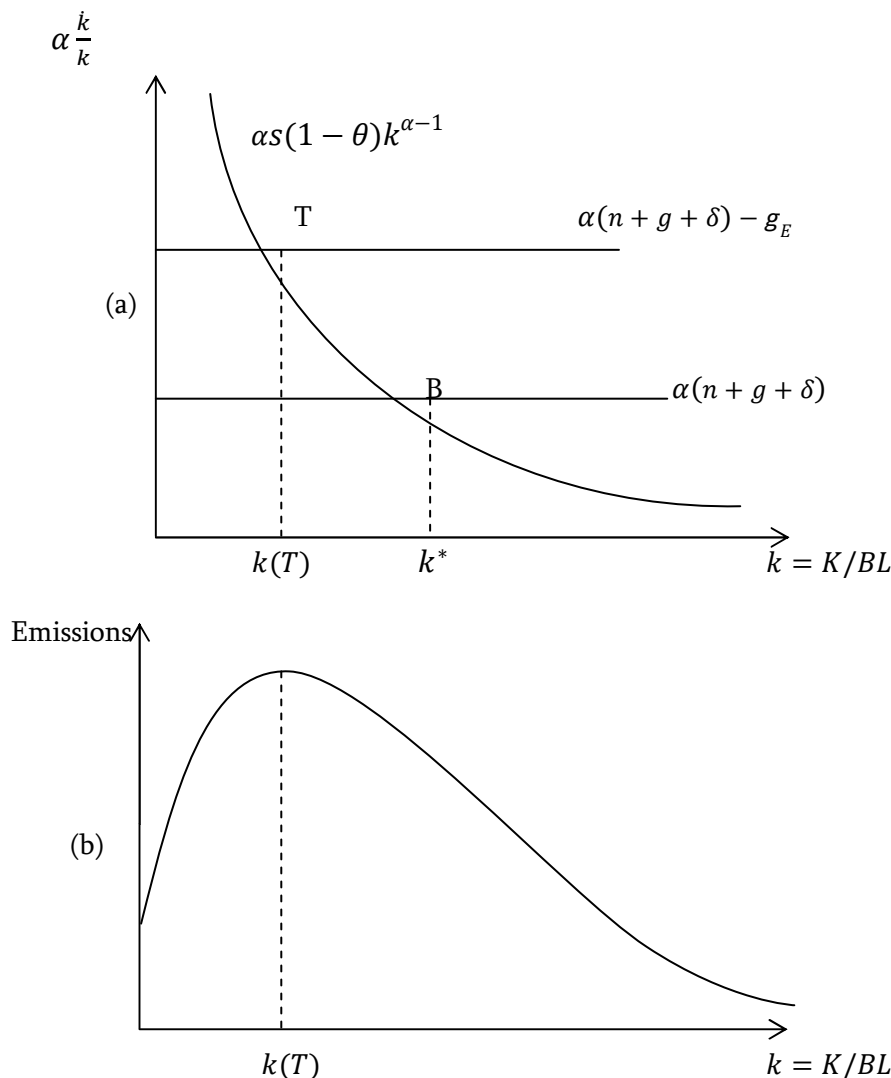 α k̇/k
αs(1 − θ)k^{α−1}
T
α(n + g + δ) − g_E
(a)
B
α(n + g + δ)
k(T)
k*
k = K/BL
Emissions
(b)
k(T)
k = K/BL